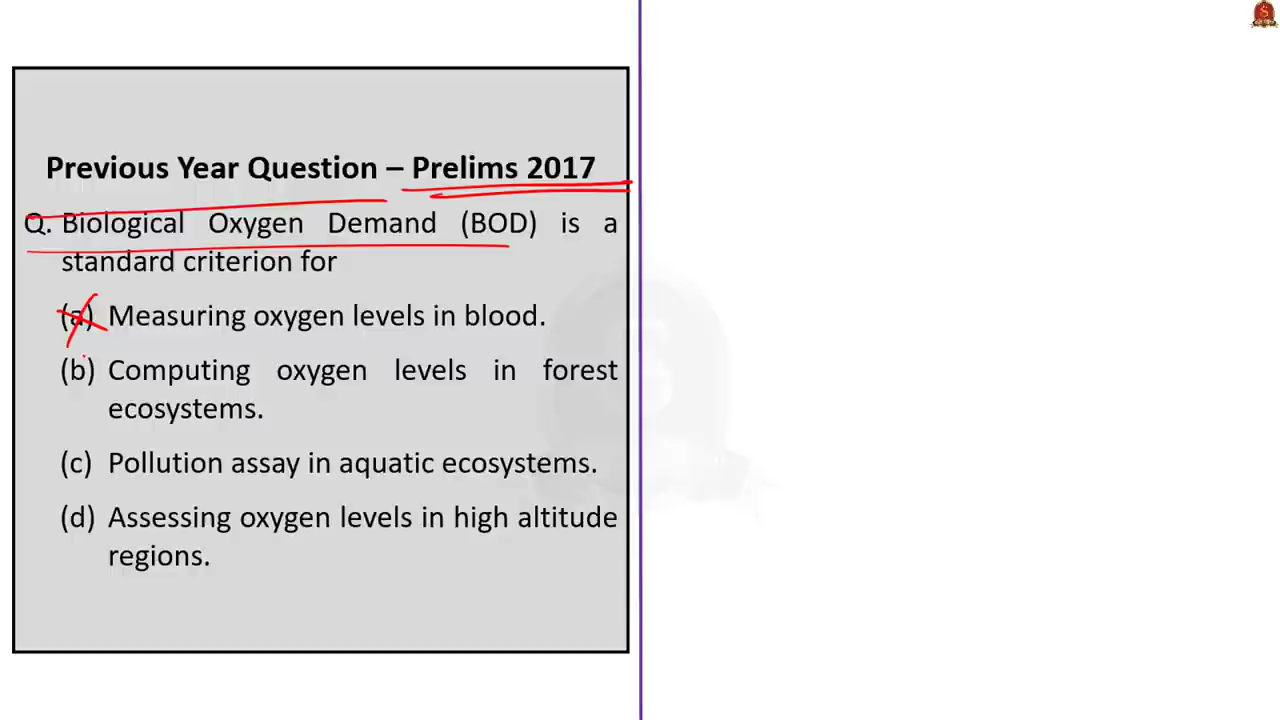 Previous Year Question – Prelims 2017
Q. Biological Oxygen Demand (BOD) is a
standard criterion for
(a) Measuring oxygen levels in blood.
(b) Computing oxygen levels in forest
ecosystems.
(c) Pollution assay in aquatic ecosystems.
(d) Assessing oxygen levels in high altitude
regions.